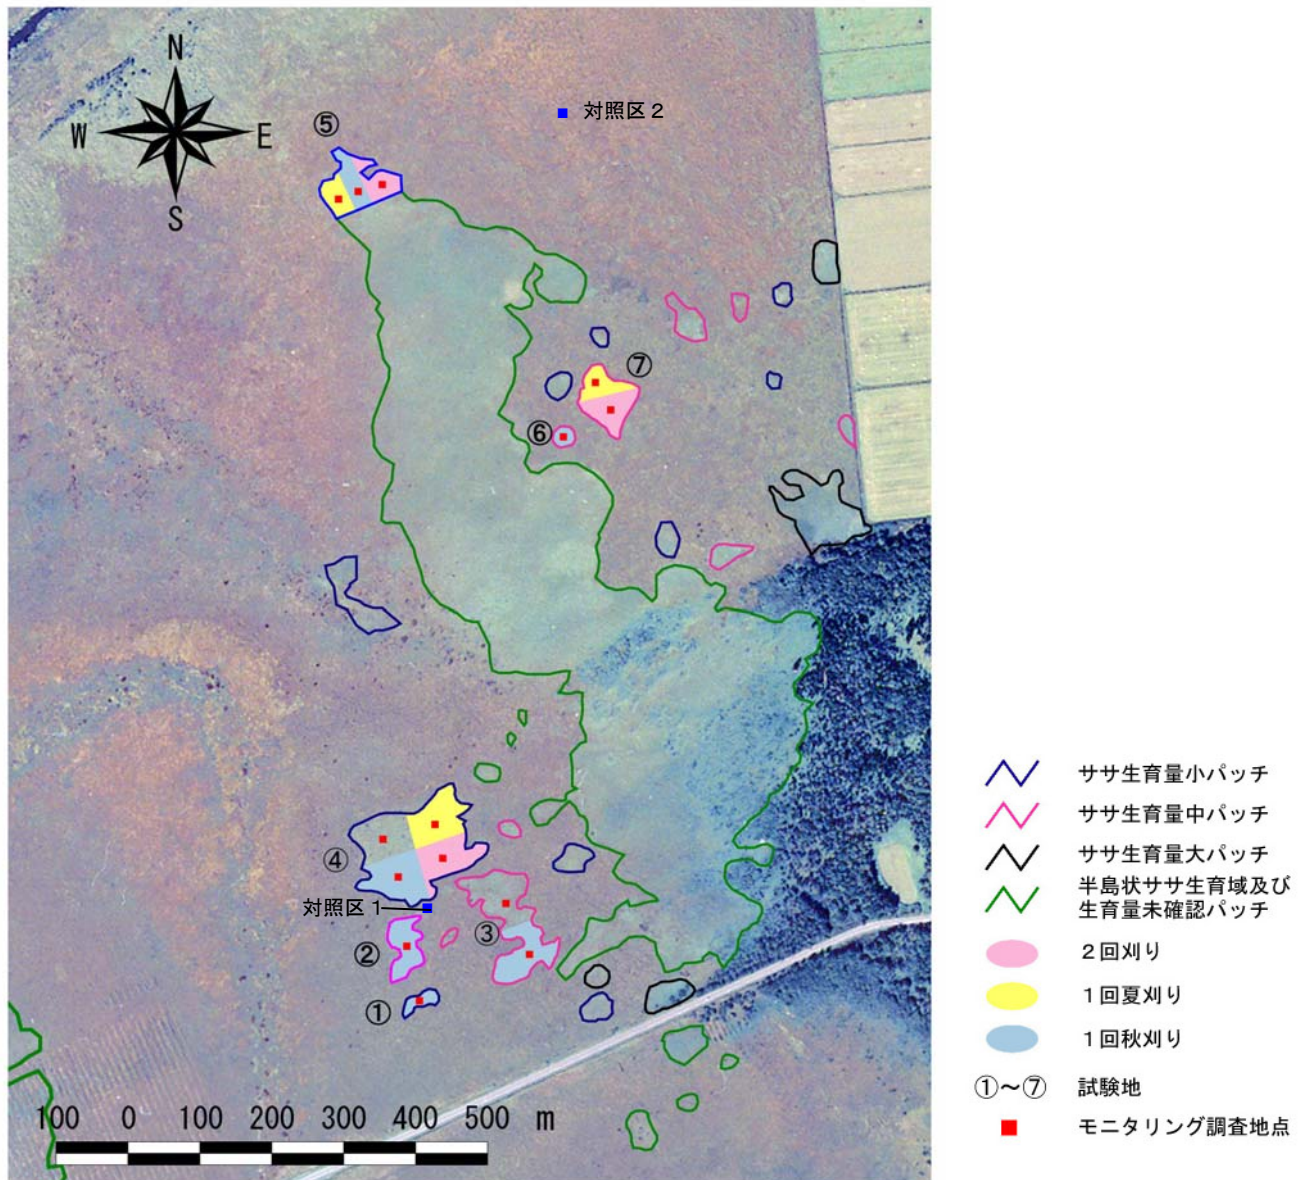 N
W E
S
⑤
対照区２
⑦
⑥
④
対照区１
②
③
①
100 0 100 200 300 400 500 m
ササ生育量小パッチ
ササ生育量中パッチ
ササ生育量大パッチ
半島状ササ生育域及び
生育量未確認パッチ
２回刈り
１回夏刈り
１回秋刈り
①～⑦ 試験地
モニタリング調査地点